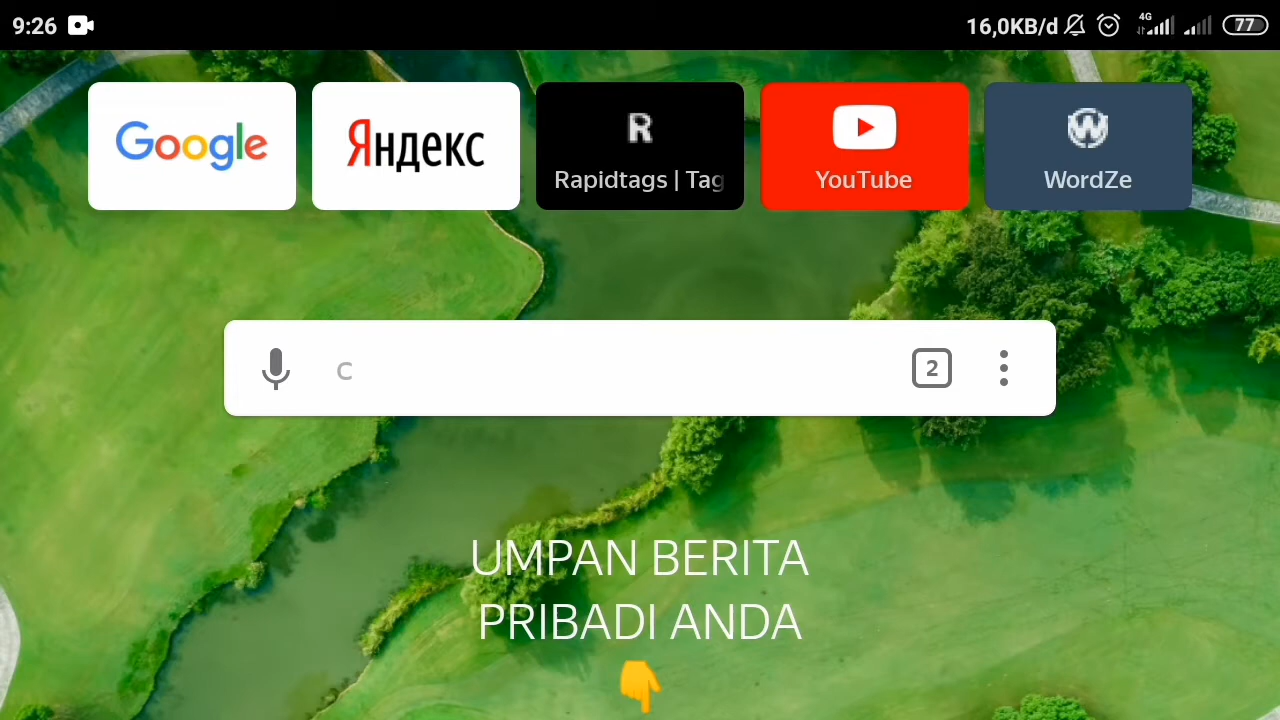 9:26 16,0KB/d 4G 77
Google Яндекс R Rapidtags | Tag YouTube W WordZe
c 2
UMPAN BERITA
PRIBADI ANDA